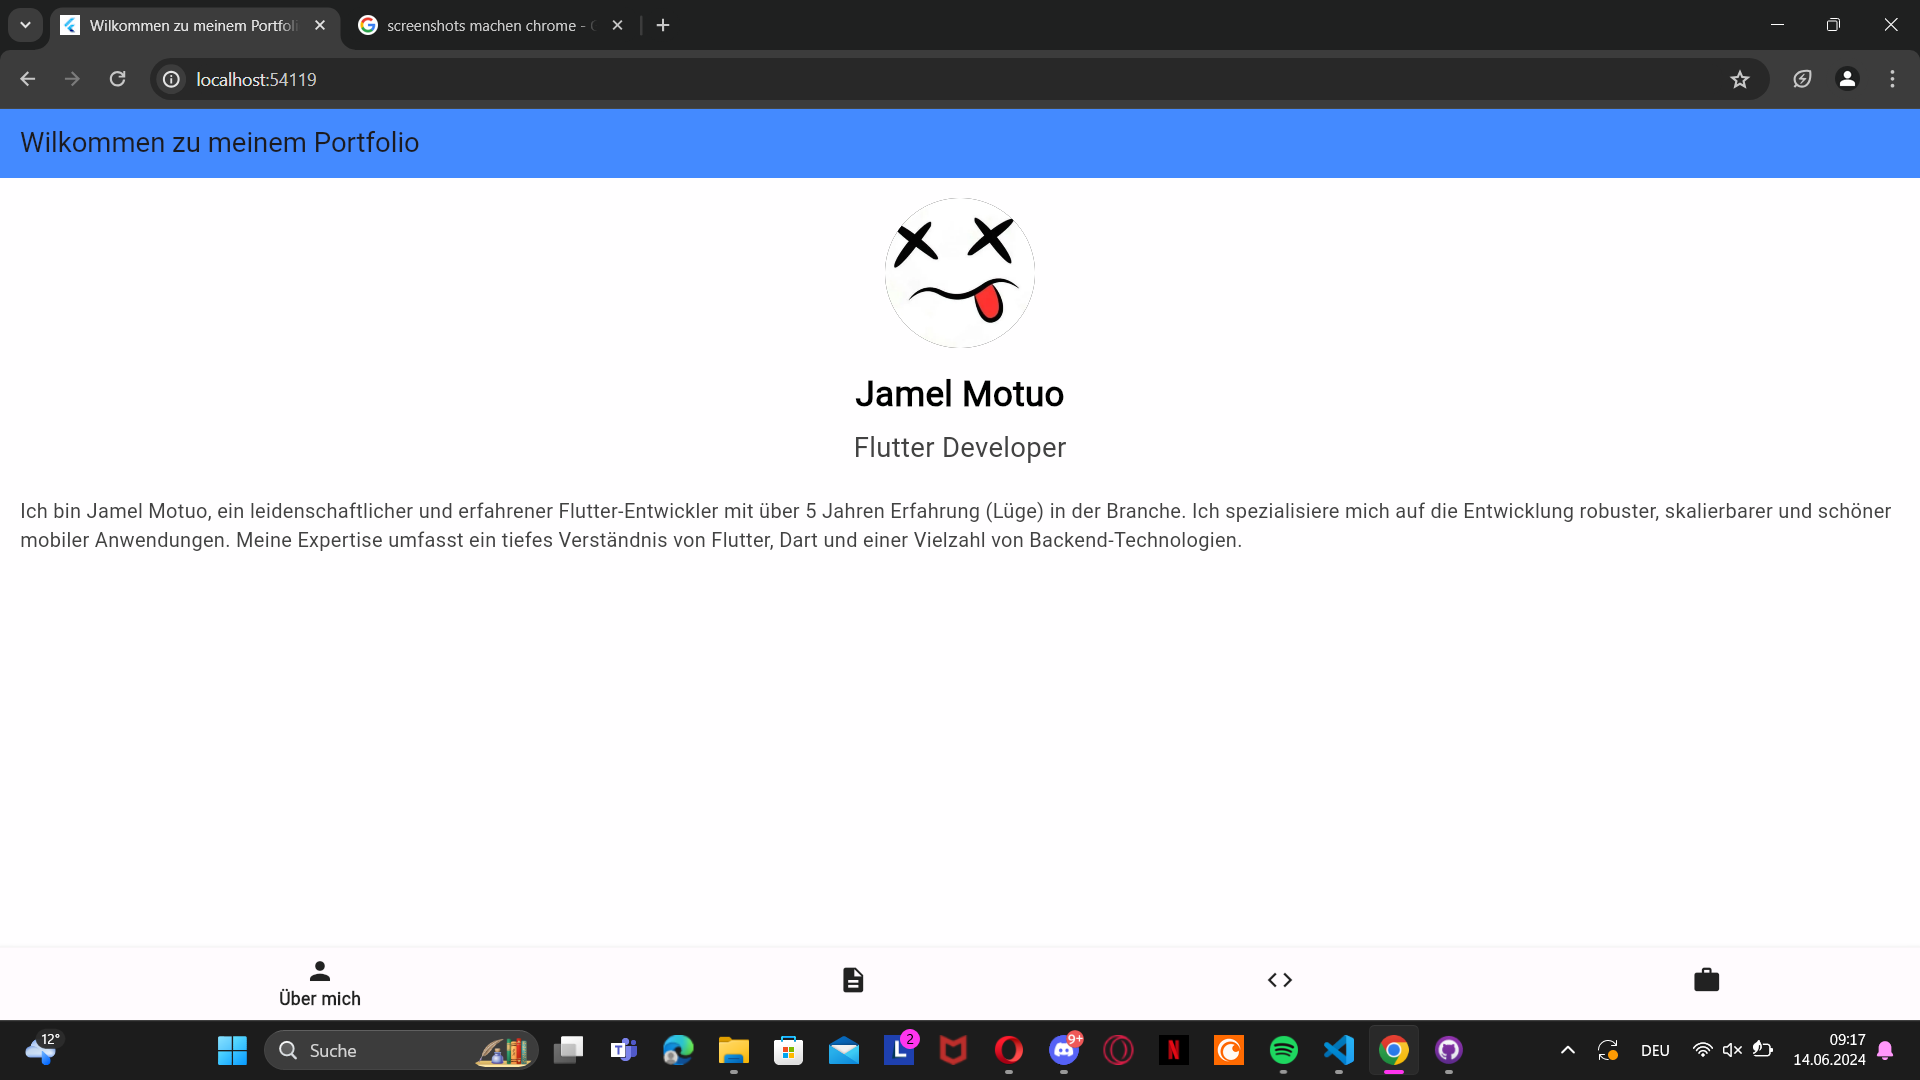 Wilkommen zu meinem Portfoli
screenshots machen chrome -
localhost:54119
Wilkommen zu meinem Portfolio
Jamel Motuo
Flutter Developer
Ich bin Jamel Motuo, ein leidenschaftlicher und erfahrener Flutter-Entwickler mit über 5 Jahren Erfahrung (Lüge) in der Branche. Ich spezialisiere mich auf die Entwicklung robuster, skalierbarer und schöner
mobiler Anwendungen. Meine Expertise umfasst ein tiefes Verständnis von Flutter, Dart und einer Vielzahl von Backend-Technologien.
Über mich
12°
Suche
L
2
9+
N
DEU
09:17
14.06.2024